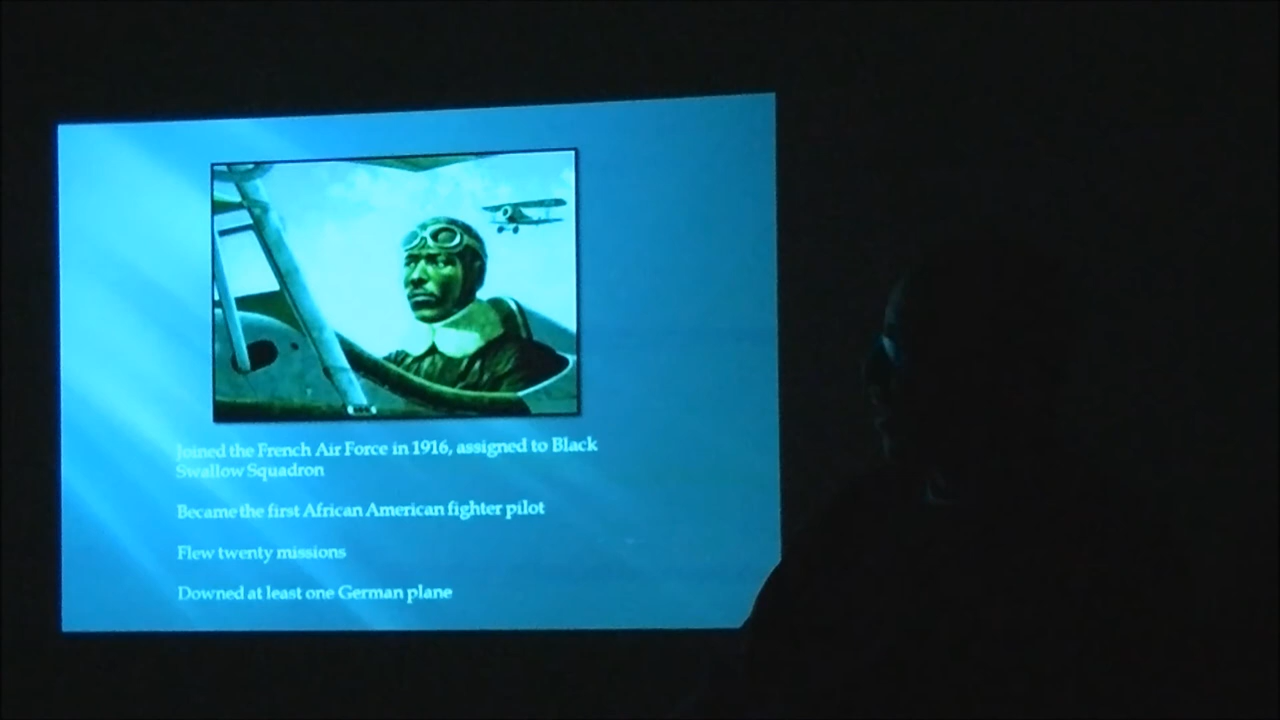 Joined the French Air Force in 1916, assigned to Black
Swallow Squadron
Became the first African American fighter pilot
Flew twenty missions
Downed at least one German plane